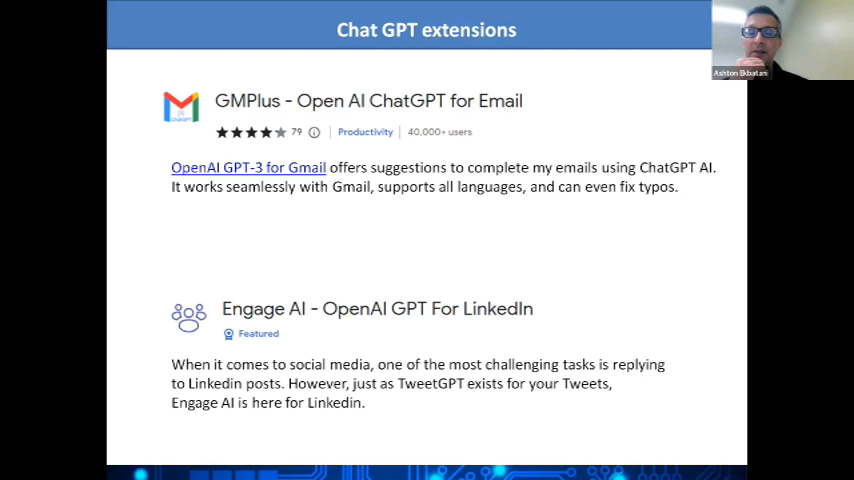 Chat GPT extensions
Ashton Ekbatani
GMPlus - Open AI ChatGPT for Email
79
Productivity
40,000+ users
OpenAI GPT-3 for Gmail offers suggestions to complete my emails using ChatGPT AI.
It works seamlessly with Gmail, supports all languages, and can even fix typos.
Engage AI - OpenAI GPT For LinkedIn
Featured
When it comes to social media, one of the most challenging tasks is replying
to Linkedin posts. However, just as TweetGPT exists for your Tweets,
Engage AI is here for Linkedin.